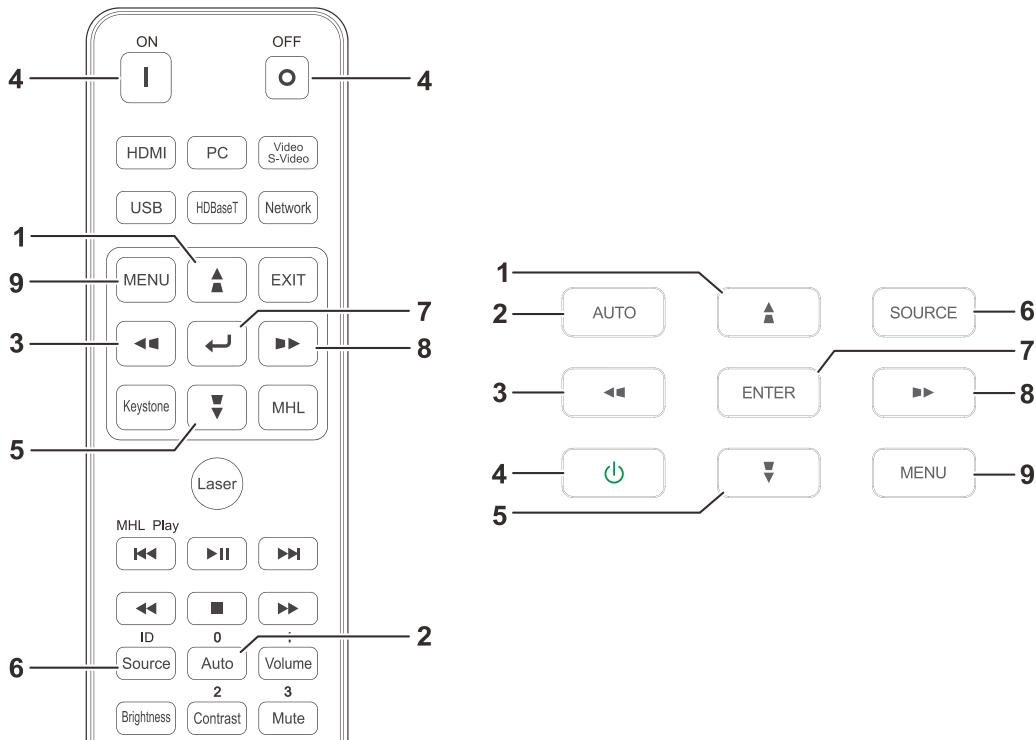 ON OFF
4 I O 4
HDMI PC Video
S-Video
USB HDBaseT Network
1
9 MENU EXIT
7
3 8
Keystone MHL
5
Laser
MHL Play
ID 0
2
6 Source Auto Volume
2 3
Brightness Contrast Mute
1
2 AUTO SOURCE 6
7
3 ENTER 8
4
5 MENU 9